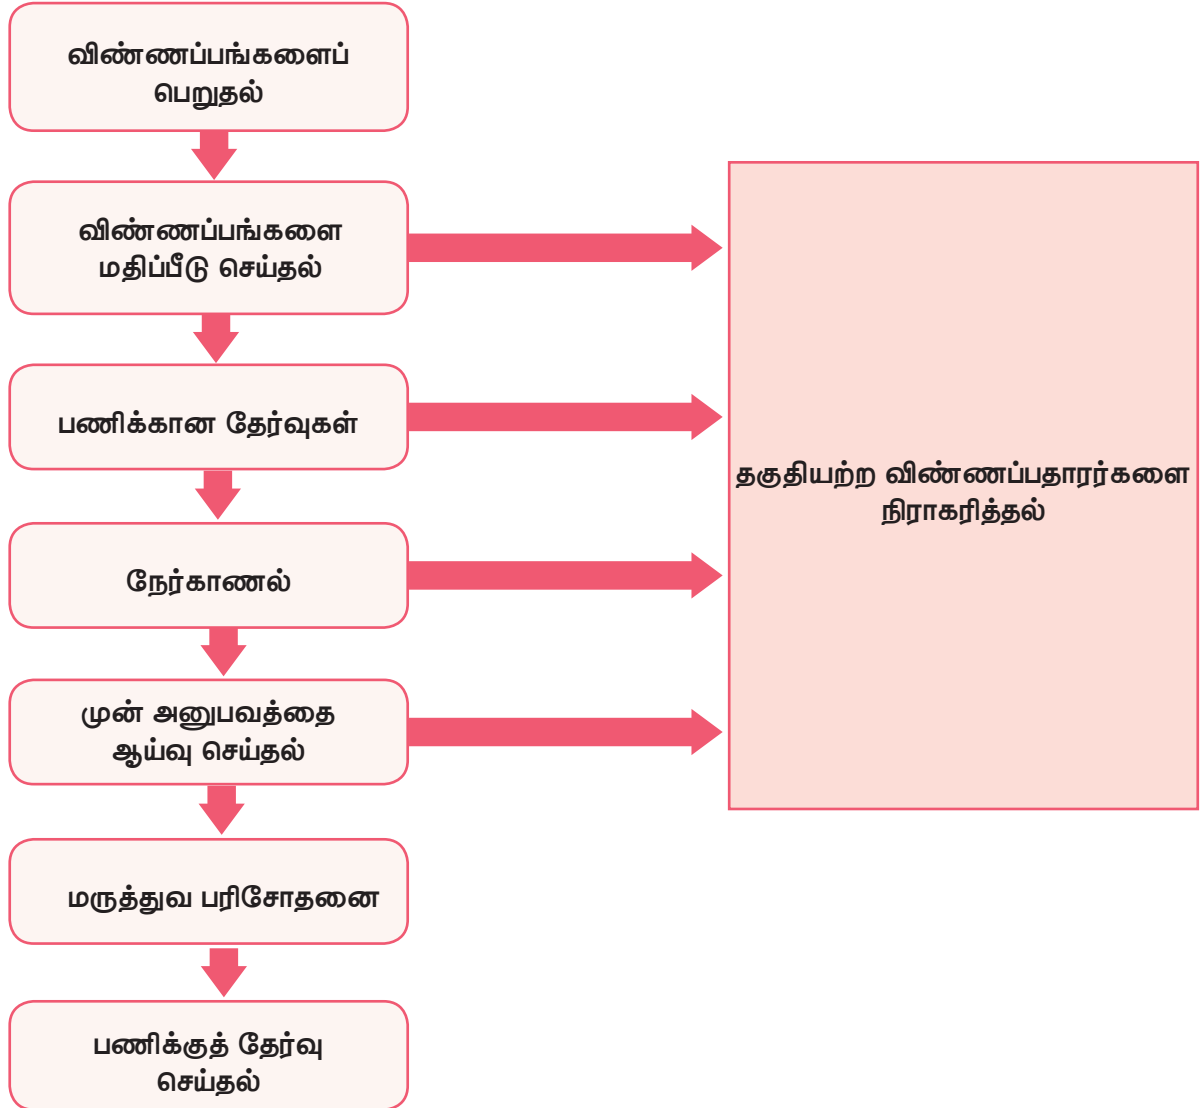 விண்ணப்பங்களைப்
பெறுதல்
விண்ணப்பங்களை
மதிப்பீடு செய்தல்
பணிக்கான தேர்வுகள்
நேர்காணல்
முன் அனுபவத்தை
ஆய்வு செய்தல்
மருத்துவ பரிசோதனை
பணிக்குத் தேர்வு
செய்தல்
தகுதியற்ற விண்ணப்பதாரர்களை
நிராகரித்தல்